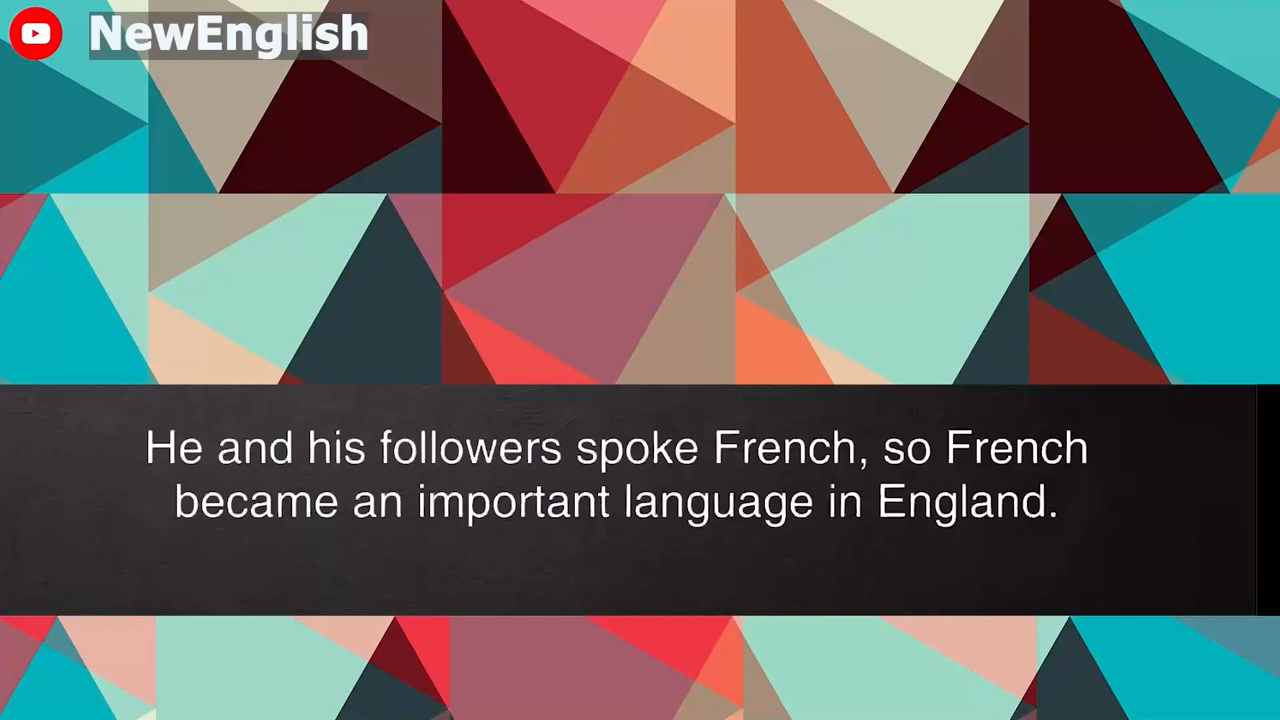 NewEnglish
He and his followers spoke French, so French
became an important language in England.